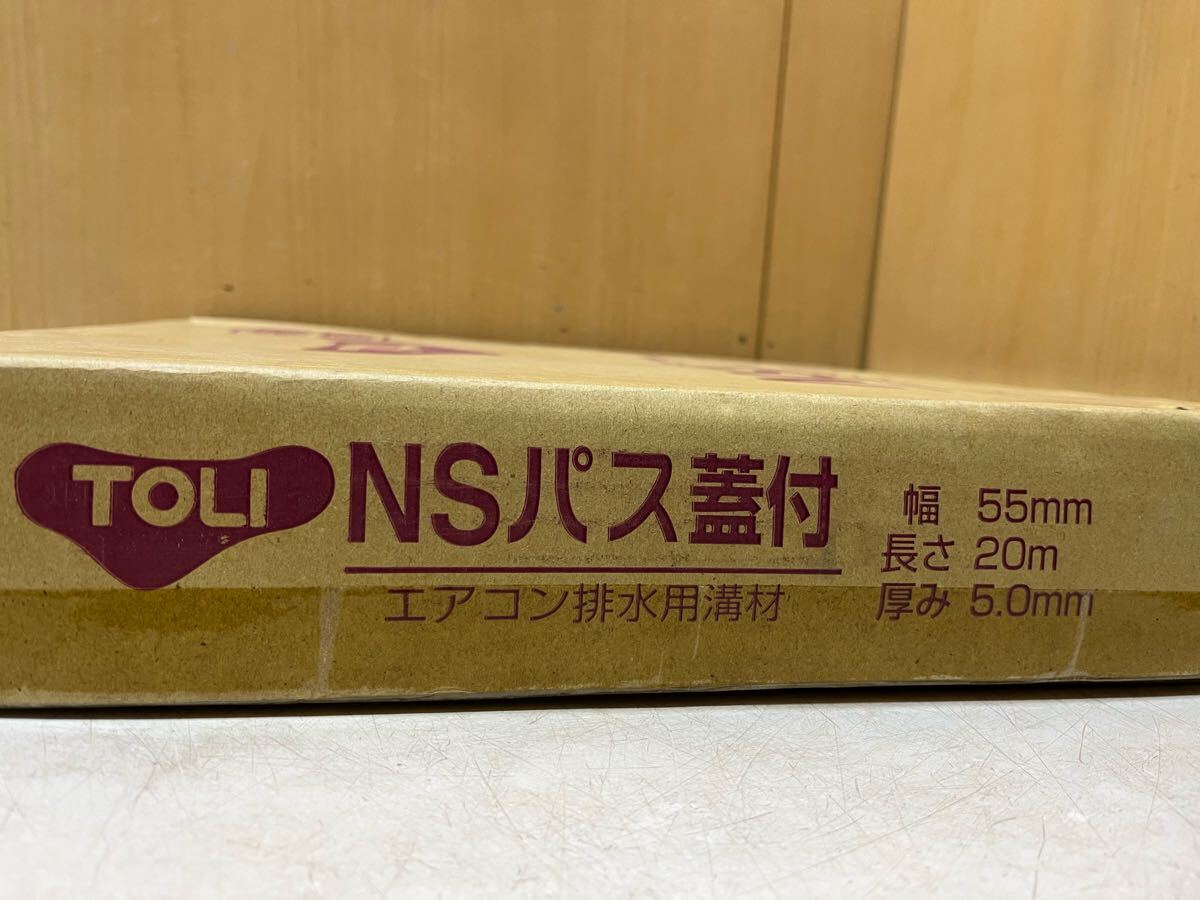 TOLI
NSパス蓋付
エアコン排水用溝材
幅 55mm
長さ 20m
厚み 5.0mm